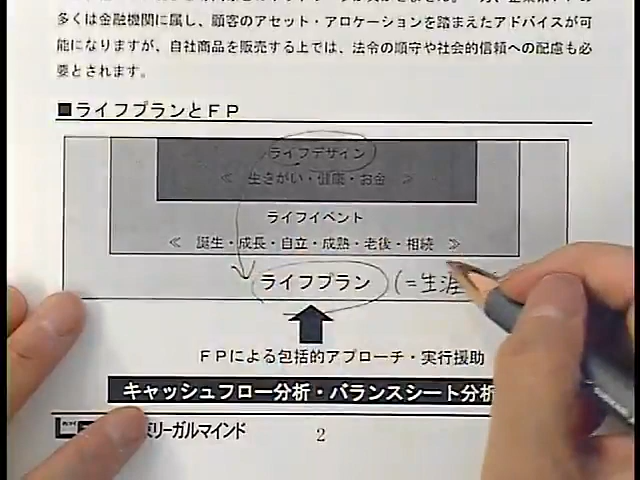 多くは金融機関に属し、顧客のアセット・アロケーションを踏まえたアドバイスが可
能になりますが、自社商品を販売する上では、法令の順守や社会的信頼への配慮も必
要とされます。
■ライフプランとＦＰ
ライフデザイン
≪ 生きがい・健康・お金 ≫
ライフイベント
≪ 誕生・成長・自立・成熟・老後・相続 ≫
ライフプラン (=生涯
ＦＰによる包括的アプローチ・実行援助
キャッシュフロー分析・バランスシート分析
リーガルマインド
2